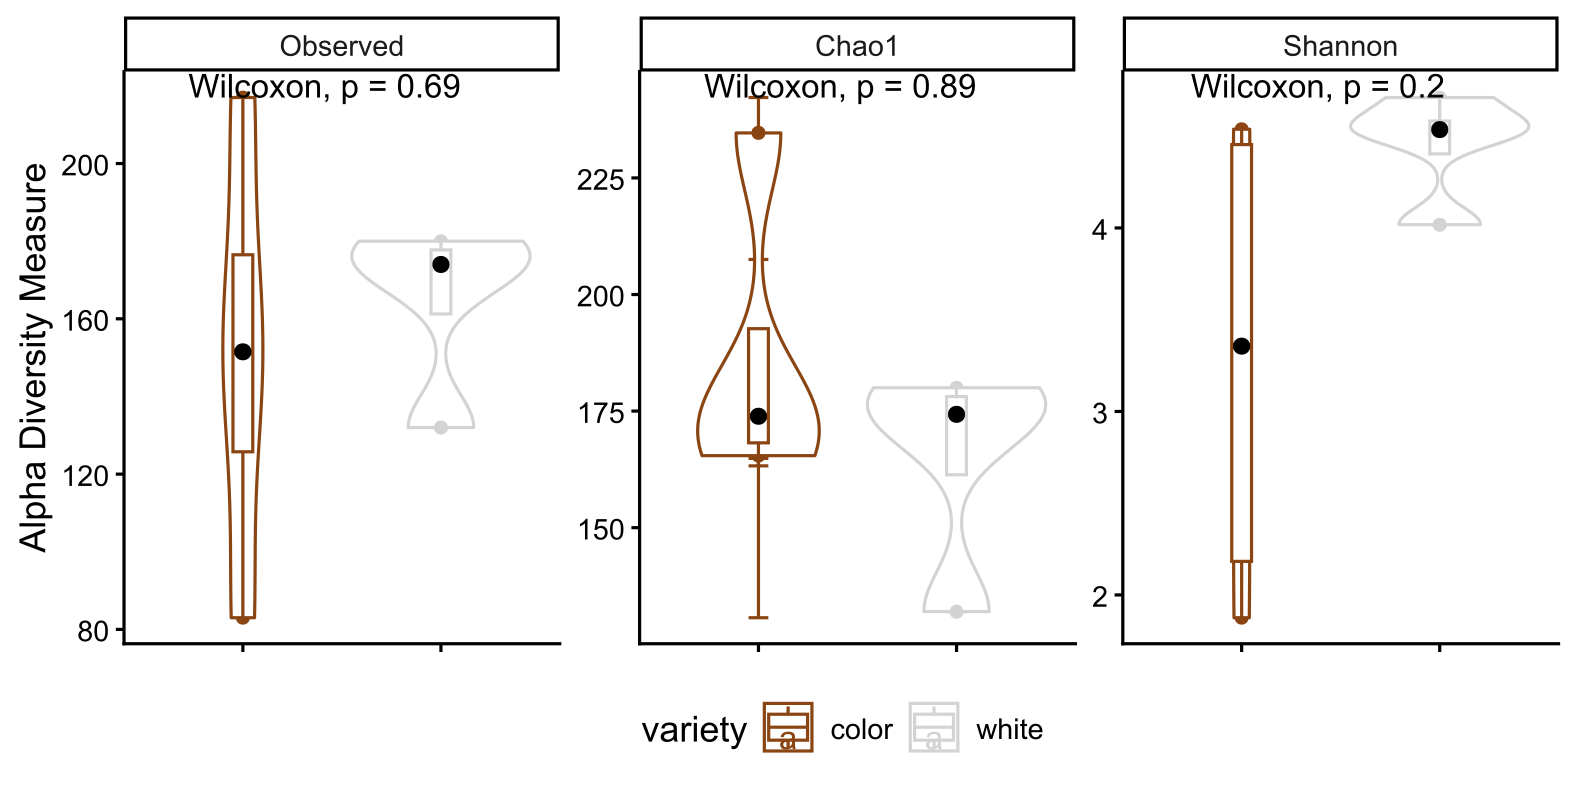 Observed
Chao1
Shannon
Wilcoxon, p = 0.69
Wilcoxon, p = 0.89
Wilcoxon, p = 0.2
Alpha Diversity Measure
200
160
120
80
225
200
175
150
4
3
2
variety
a
color
a
white